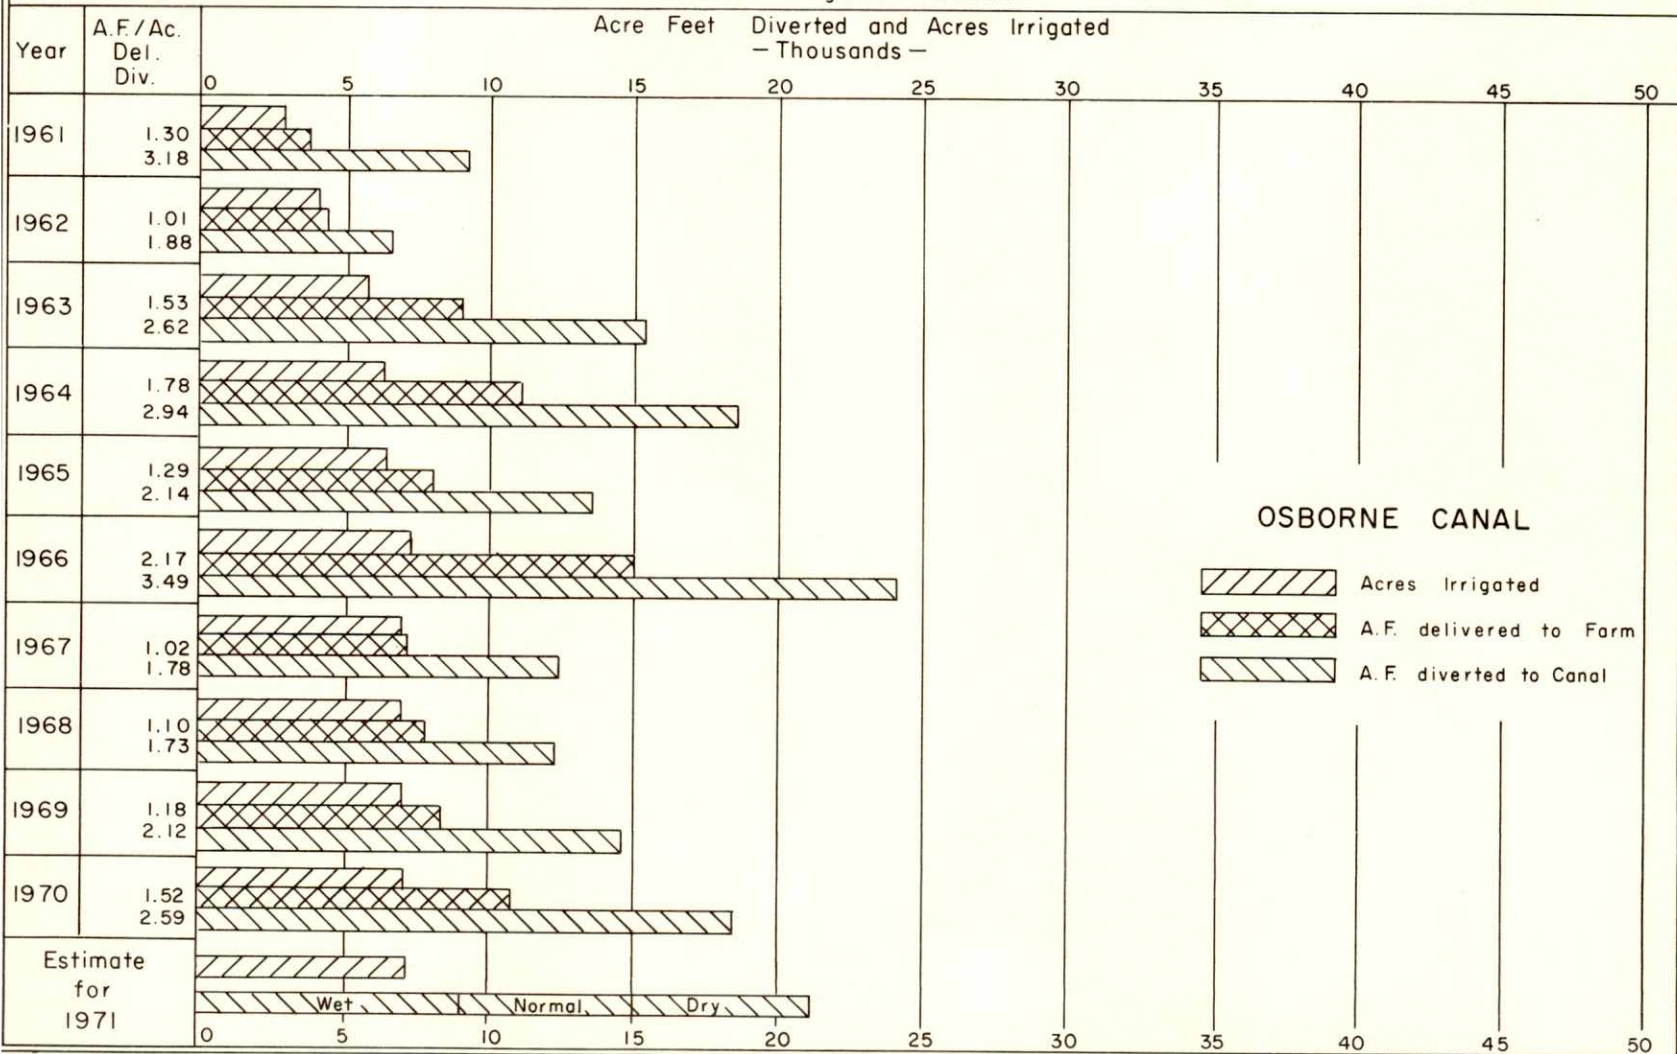 Acre Feet Diverted and Acres Irrigated
— Thousands —
Year
A.F./Ac.
Del.
Div.
0 5 10 15 20 25 30 35 40 45 50
1961 1.30
3.18
1962 1.01
1.88
1963 1.53
2.62
1964 1.78
2.94
1965 1.29
2.14
1966 2.17
3.49
1967 1.02
1.78
1968 1.10
1.73
1969 1.18
2.12
1970 1.52
2.59
OSBORNE CANAL
Acres Irrigated
A.F. delivered to Farm
A.F. diverted to Canal
Estimate
for
1971
Wet Normal Dry
0 5 10 15 20 25 30 35 40 45 50